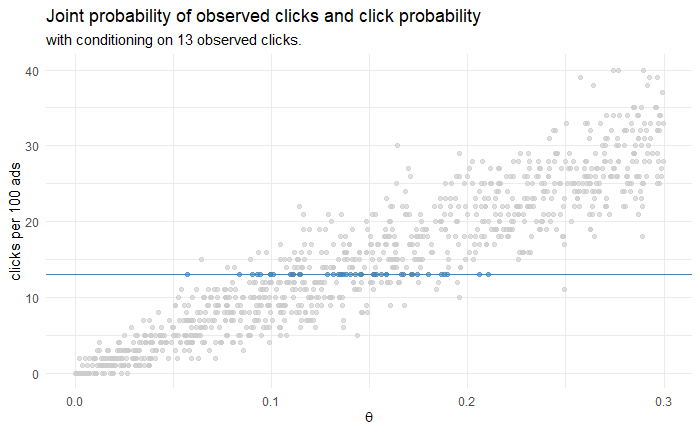 Joint probability of observed clicks and click probability
with conditioning on 13 observed clicks.
clicks per 100 ads
40
30
20
10
0
0.0
0.1
0.2
0.3
θ